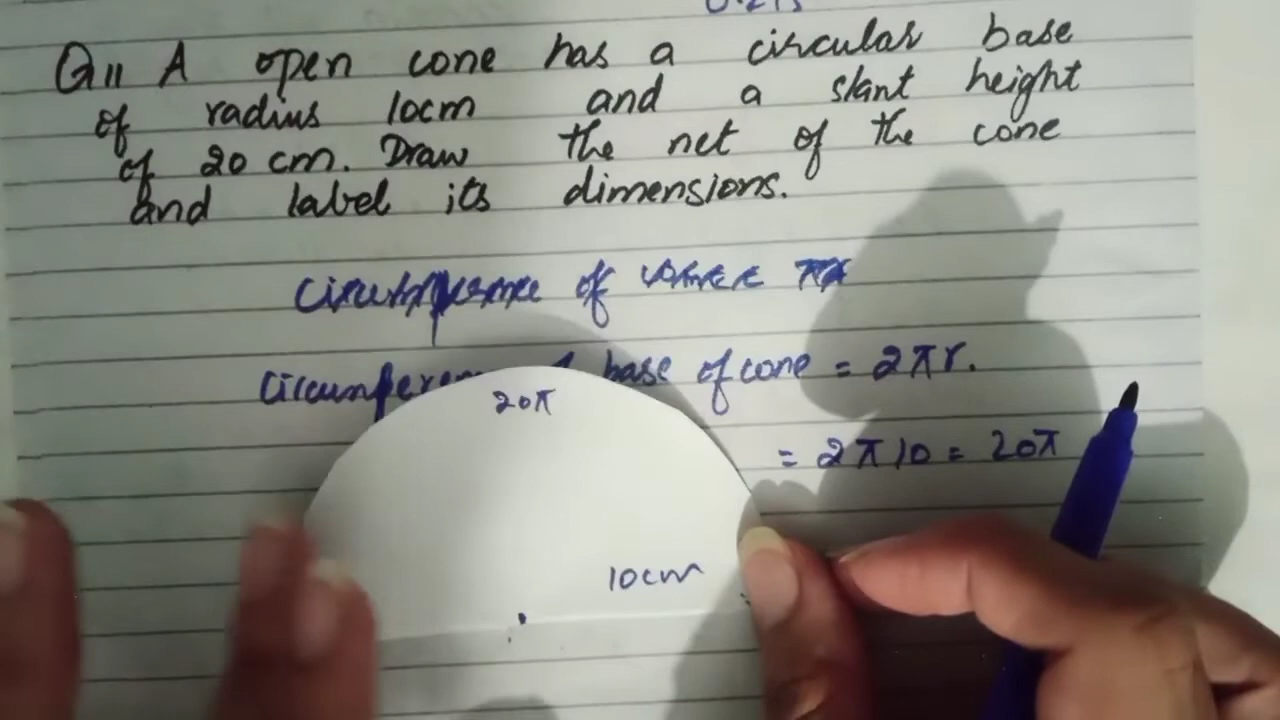 Q11 A open cone has a circular base
of radius 10cm and a slant height
of 20 cm. Draw the net of the cone
and label its dimensions.
of
base of cone = 2πr.
20π
= 2π10 = 20π
10cm